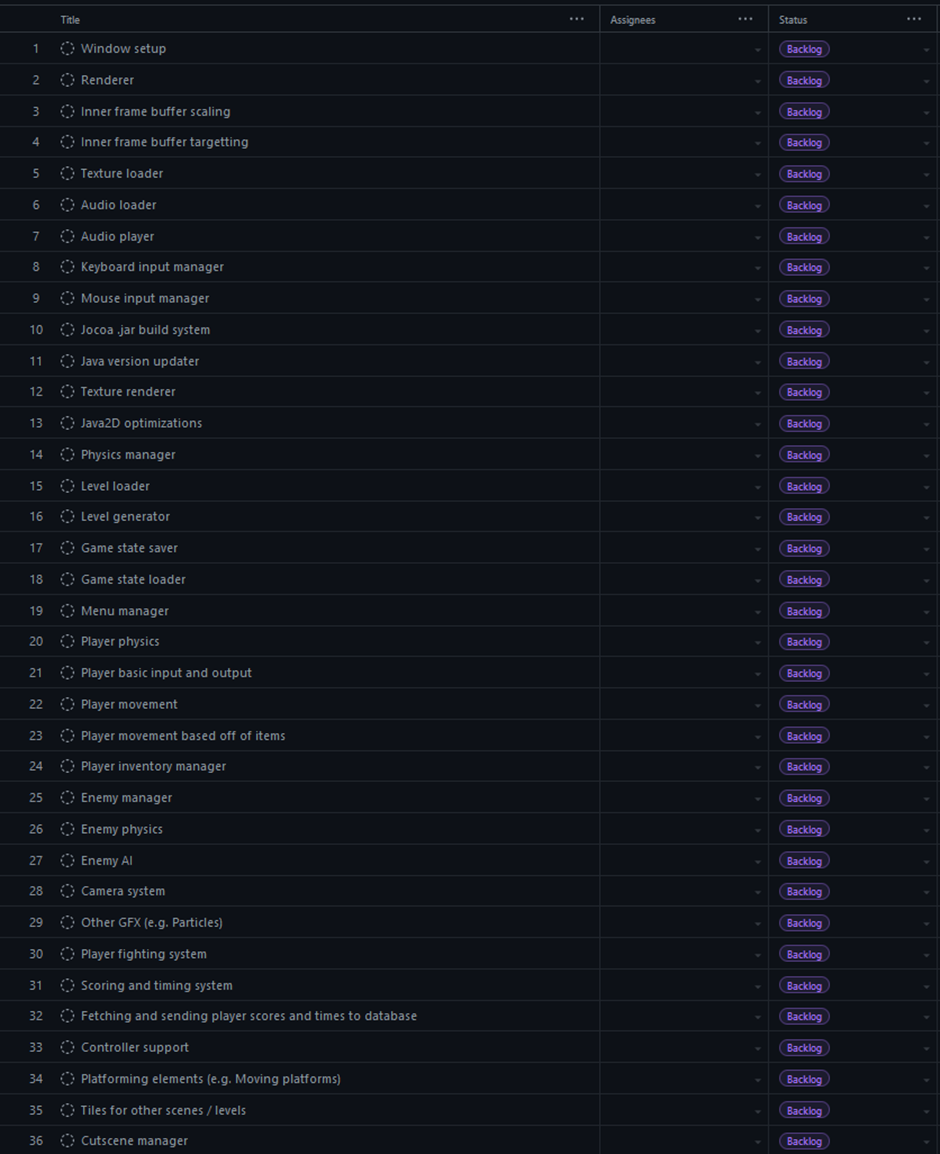 Title ... Assignees ... Status ...
1 Window setup Backlog
2 Renderer Backlog
3 Inner frame buffer scaling Backlog
4 Inner frame buffer targetting Backlog
5 Texture loader Backlog
6 Audio loader Backlog
7 Audio player Backlog
8 Keyboard input manager Backlog
9 Mouse input manager Backlog
10 Jocoa .jar build system Backlog
11 Java version updater Backlog
12 Texture renderer Backlog
13 Java2D optimizations Backlog
14 Physics manager Backlog
15 Level loader Backlog
16 Level generator Backlog
17 Game state saver Backlog
18 Game state loader Backlog
19 Menu manager Backlog
20 Player physics Backlog
21 Player basic input and output Backlog
22 Player movement Backlog
23 Player movement based off of items Backlog
24 Player inventory manager Backlog
25 Enemy manager Backlog
26 Enemy physics Backlog
27 Enemy AI Backlog
28 Camera system Backlog
29 Other GFX (e.g. Particles) Backlog
30 Player fighting system Backlog
31 Scoring and timing system Backlog
32 Fetching and sending player scores and times to database Backlog
33 Controller support Backlog
34 Platforming elements (e.g. Moving platforms) Backlog
35 Tiles for other scenes / levels Backlog
36 Cutscene manager Backlog